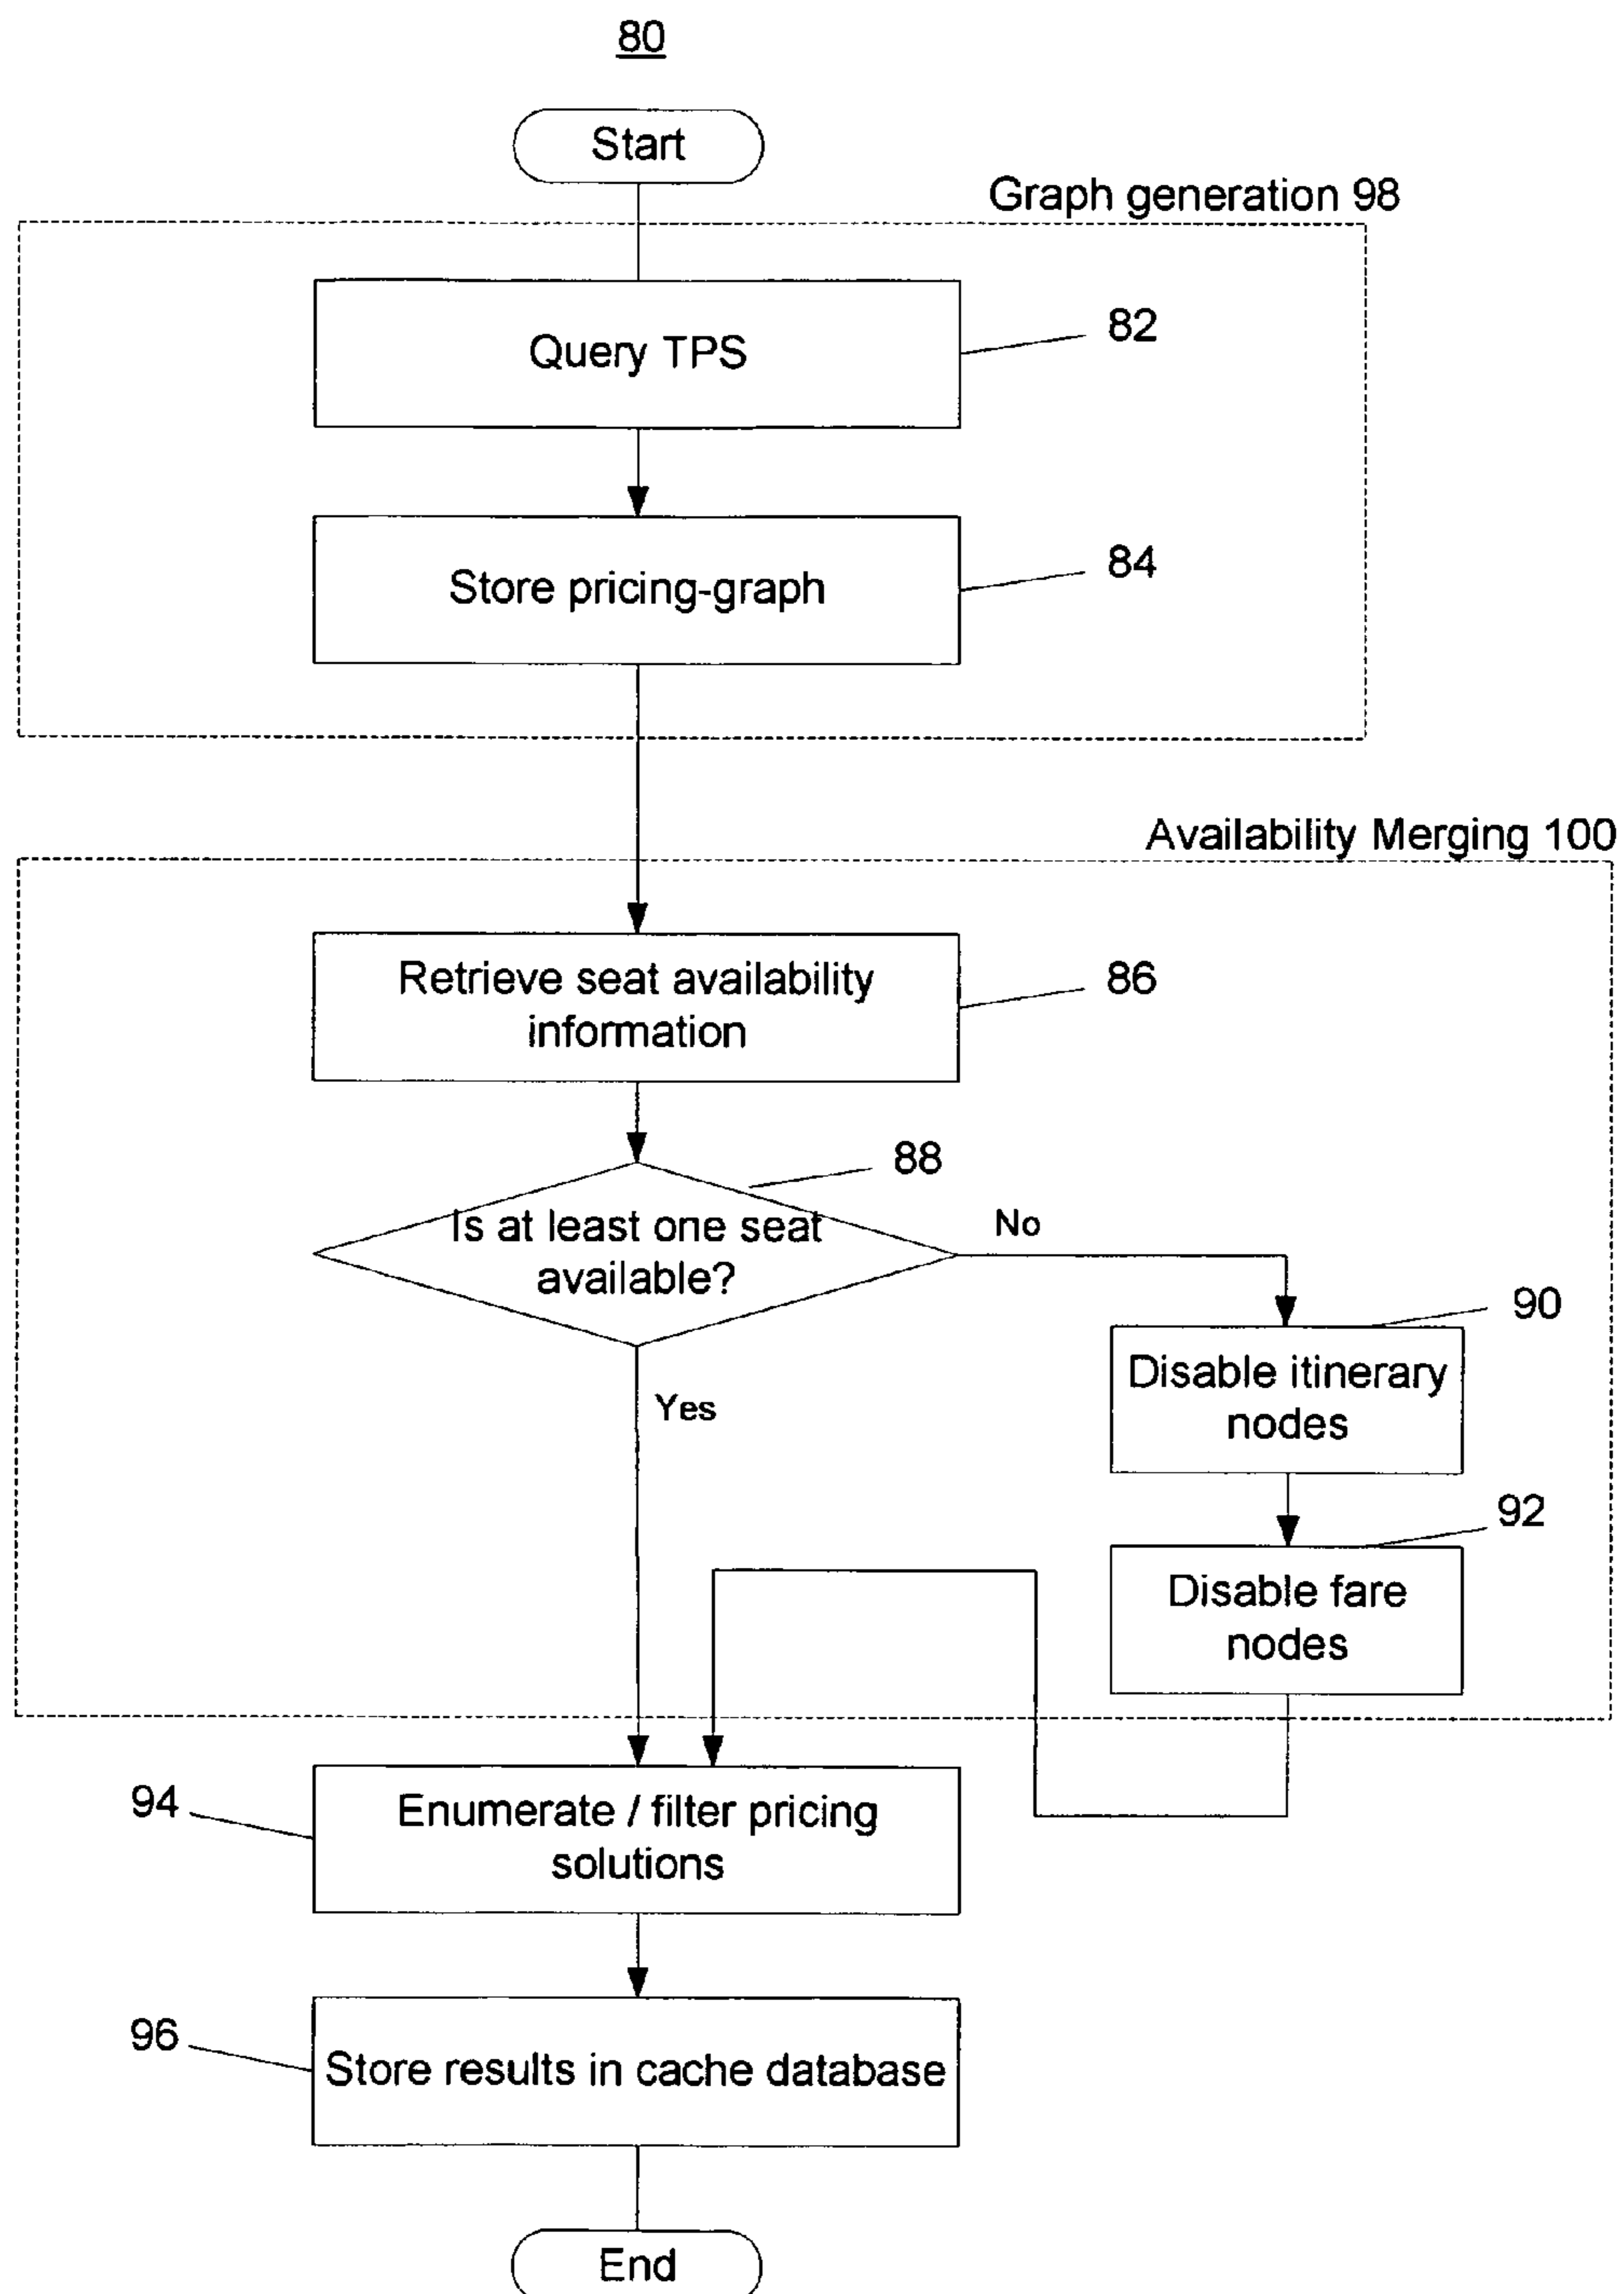 80
Start
Graph generation 98
Query TPS
82
Store pricing-graph
84
Availability Merging 100
Retrieve seat availability
information
86
88
Is at least one seat
available?
No
Yes
90
Disable itinerary
nodes
92
Disable fare
nodes
94
Enumerate / filter pricing
solutions
96
Store results in cache database
End